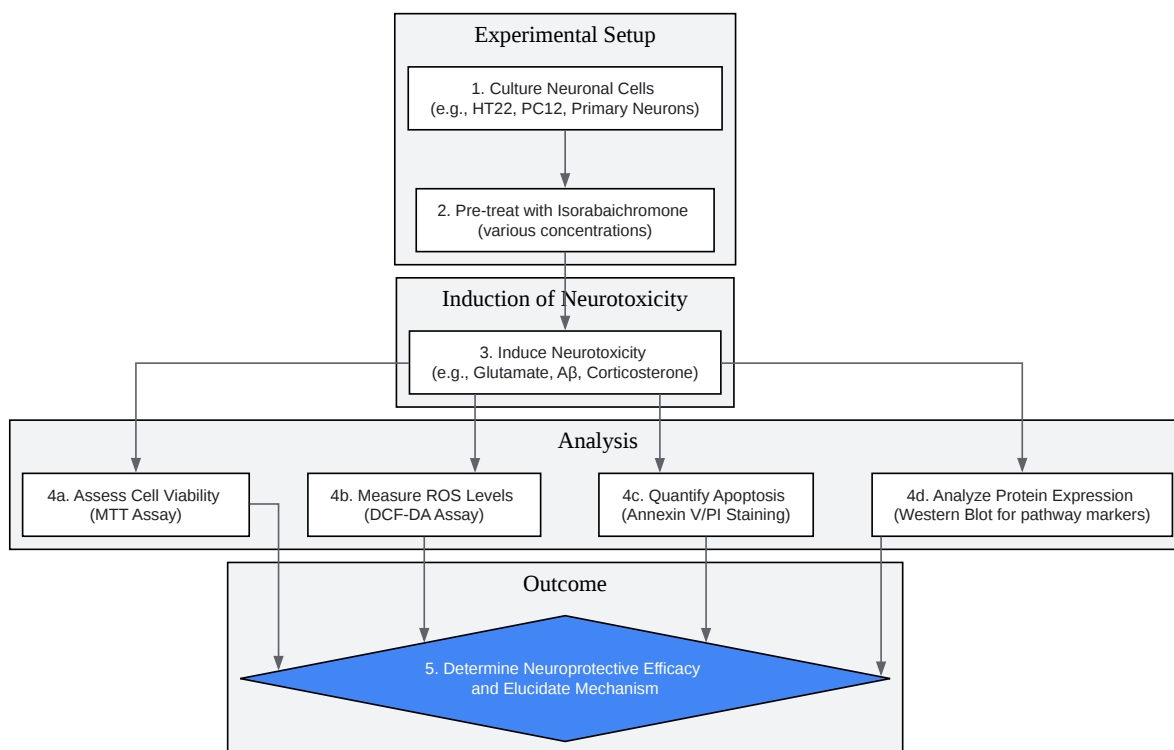 Experimental Setup
1. Culture Neuronal Cells
(e.g., HT22, PC12, Primary Neurons)
2. Pre-treat with Isorabaichromone
(various concentrations)
Induction of Neurotoxicity
3. Induce Neurotoxicity
(e.g., Glutamate, Aβ, Corticosterone)
Analysis
4a. Assess Cell Viability
(MTT Assay)
4b. Measure ROS Levels
(DCF-DA Assay)
4c. Quantify Apoptosis
(Annexin V/PI Staining)
4d. Analyze Protein Expression
(Western Blot for pathway markers)
Outcome
5. Determine Neuroprotective Efficacy
and Elucidate Mechanism